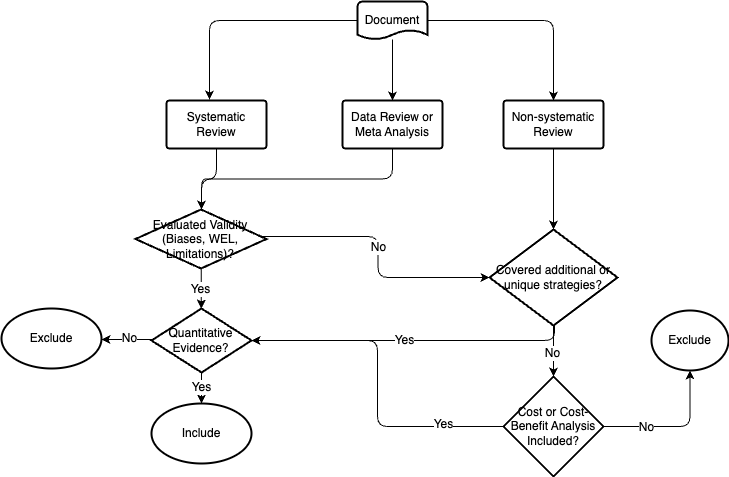 Document
Systematic
Review
Data Review or
Meta Analysis
Non-systematic
Review
Evaluated Validity
(Biases, WEL,
Limitations)?
No
Covered additional or
unique strategies?
Yes
Exclude
No
Quantitative
Evidence?
Yes
No
Exclude
Yes
Include
Cost or Cost-
Benefit Analysis
Included?
Yes
No